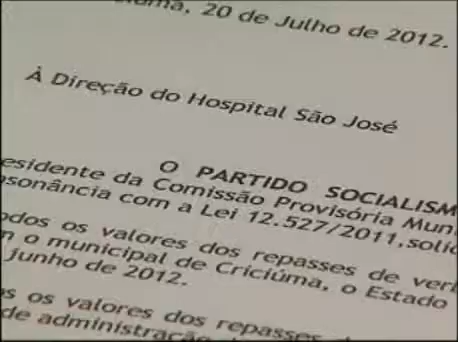 20 de Julho de 2012.
À Direção do Hospital São José
O PARTIDO SOCIALISM
esidente da Comissão Provisória Mun
sonância com a Lei 12.527/2011,solic
odos os valores dos repasses de ver
o municipal de Criciúma, o Estado
junho de 2012.
os valores dos repasses
de administração